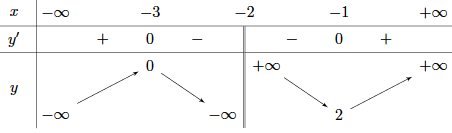 x −∞ −3 −2 −1 +∞
y′ + 0 − − 0 +
0 +∞ +∞
y
−∞ −∞ 2